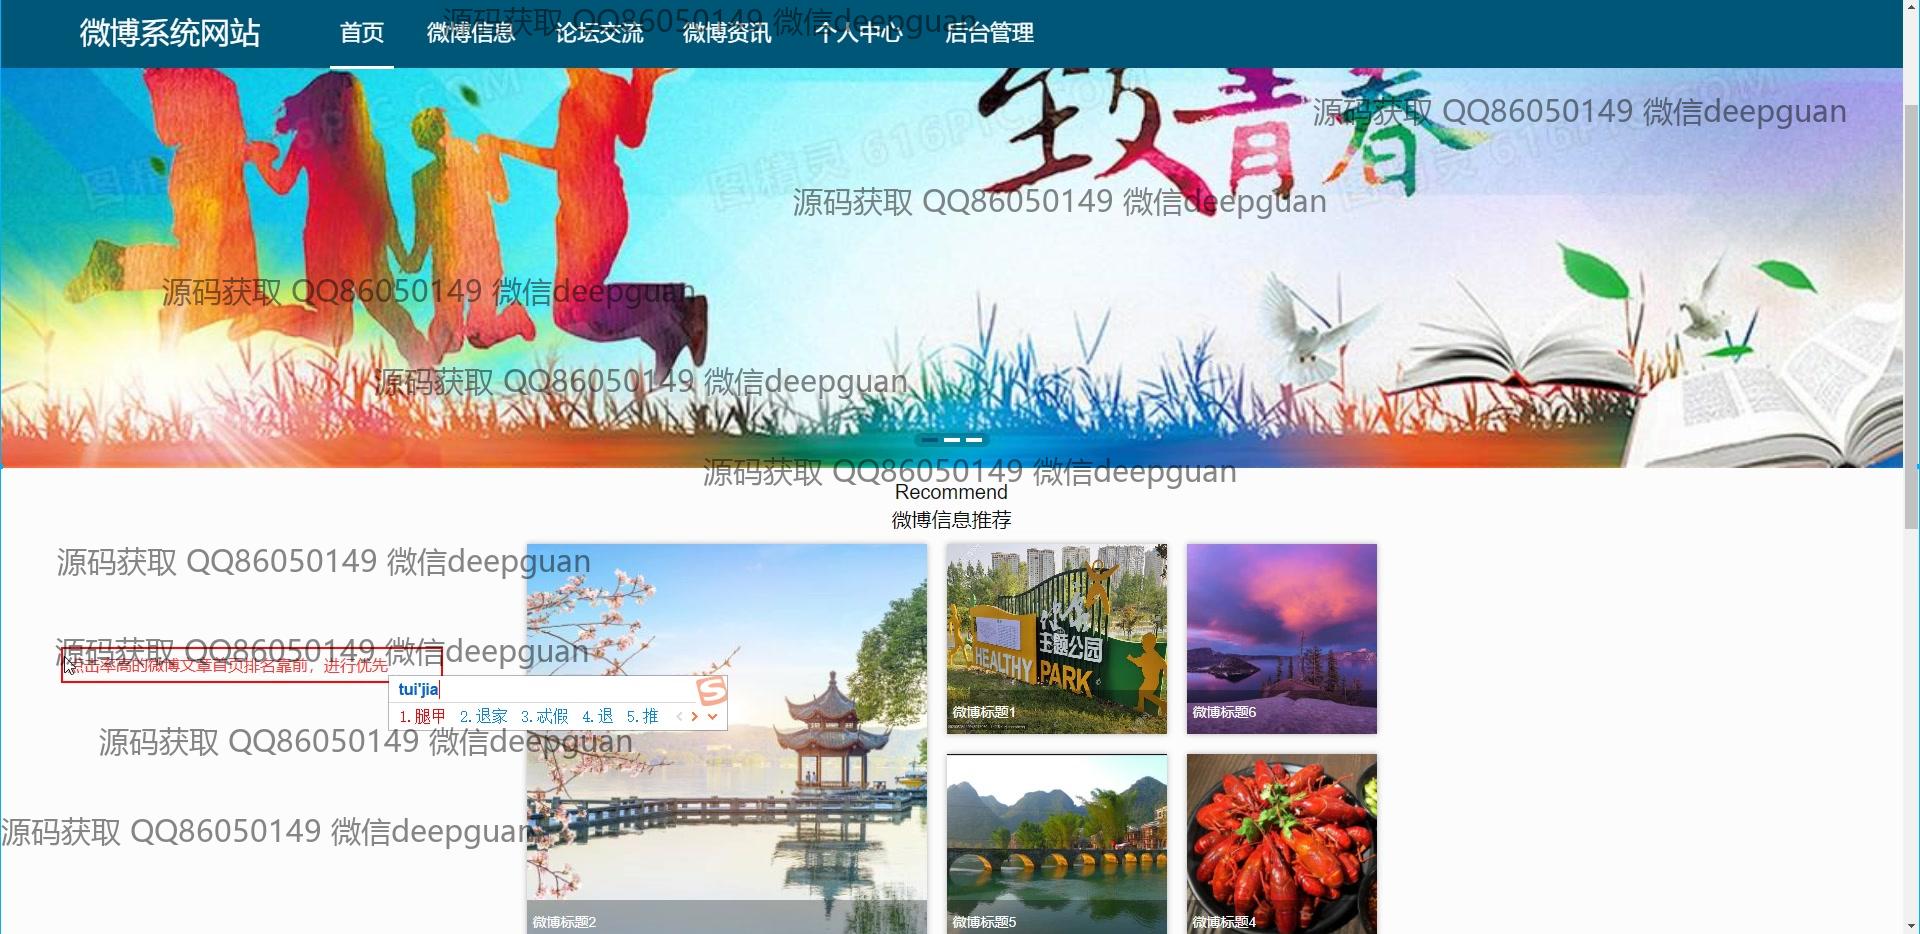 微博系统网站 首页 微博信息 论坛交流 微博资讯 个人中心 后台管理
源码获取 QQ86050149 微信deepguan
致青春
源码获取 QQ86050149 微信deepguan
图精灵 616PIC.COM
源码获取 QQ86050149 微信deepguan
源码获取 QQ86050149 微信deepguan
源码获取 QQ86050149 微信deepguan
源码获取 QQ86050149 微信deepguan
Recommend
微博信息推荐
源码获取 QQ86050149 微信deepguan
源码获取 QQ86050149 微信deepguan
点击率高的微博文章首页排名靠前，进行优先
tui'jia
1.腿甲 2.退家 3.忒假 4.退 5.推
源码获取 QQ86050149 微信deepguan
源码获取 QQ86050149 微信deepguan
主题公园
HEALTHY PARK
微博标题1
微博标题6
微博标题2
微博标题5
微博标题4